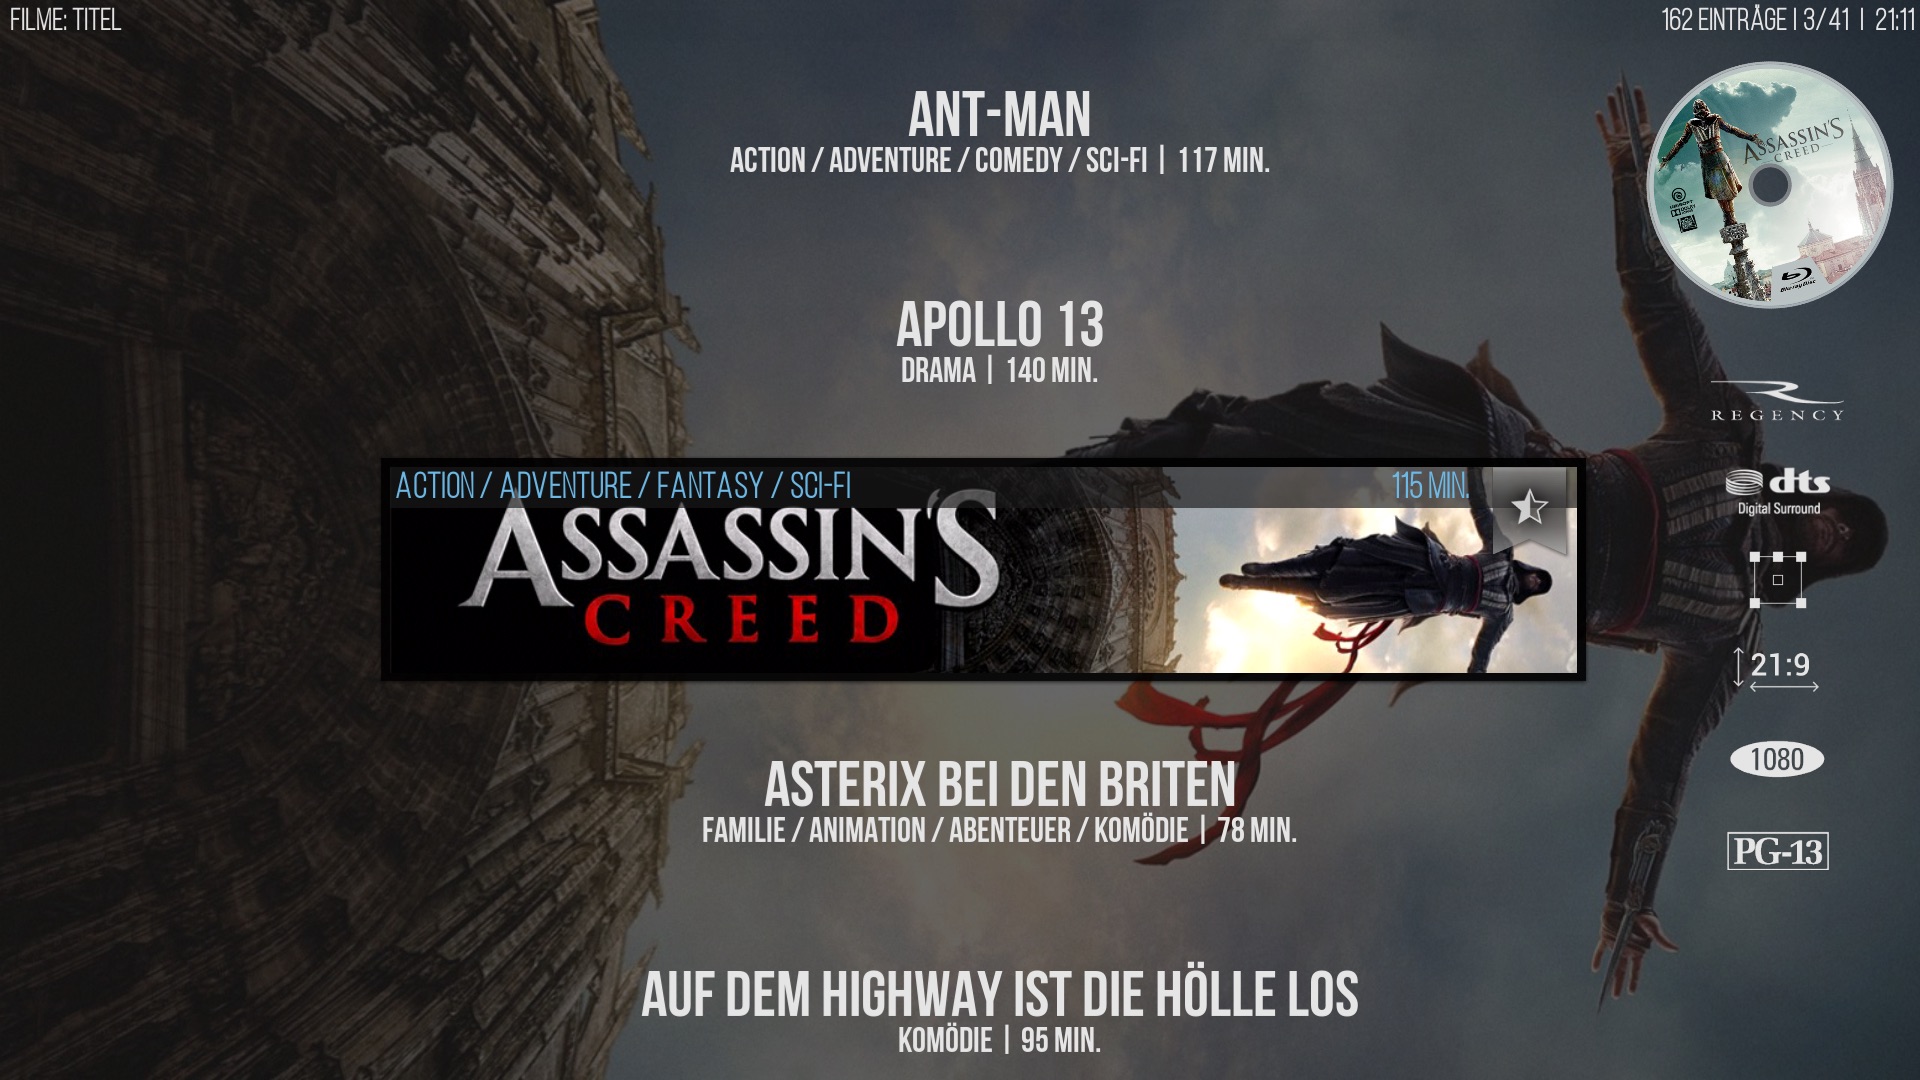 FILME: TITEL
162 EINTRÄGE | 3/41 | 21:11
ANT-MAN
ACTION / ADVENTURE / COMEDY / SCI-FI | 117 MIN.
ASSASSIN'S
CREED
Blu-ray Disc
APOLLO 13
DRAMA | 140 MIN.
REGENCY
dts
Digital Surround
ACTION / ADVENTURE / FANTASY / SCI-FI
115 MIN.
ASSASSIN'S
CREED
21:9
1080
ASTERIX BEI DEN BRITEN
FAMILIE / ANIMATION / ABENTEUER / KOMÖDIE | 78 MIN.
PG-13
AUF DEM HIGHWAY IST DIE HÖLLE LOS
KOMÖDIE | 95 MIN.